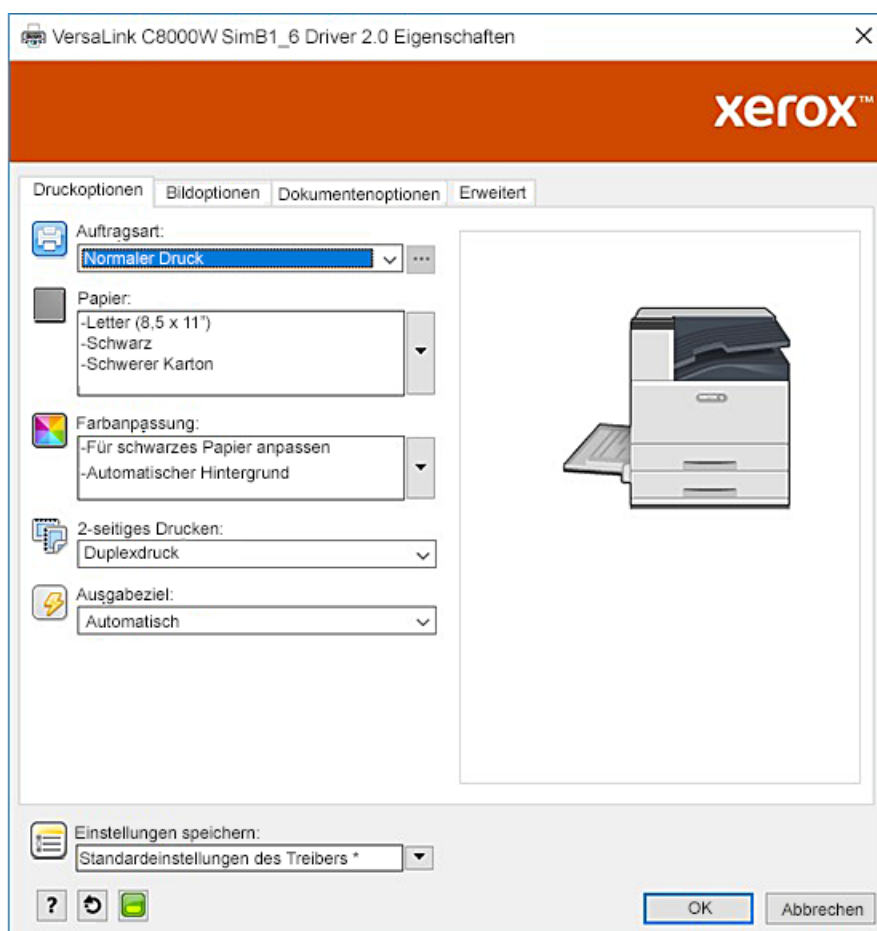 VersaLink C8000W SimB1_6 Driver 2.0 Eigenschaften
xerox™
Druckoptionen Bildoptionen Dokumentenoptionen Erweitert
Auftragsart:
Normaler Druck
Papier:
-Letter (8,5 x 11”)
-Schwarz
-Schwerer Karton
Farbanpassung:
-Für schwarzes Papier anpassen
-Automatischer Hintergrund
2-seitiges Drucken:
Duplexdruck
Ausgabeziel:
Automatisch
Einstellungen speichern:
Standardeinstellungen des Treibers *
?
OK Abbrechen